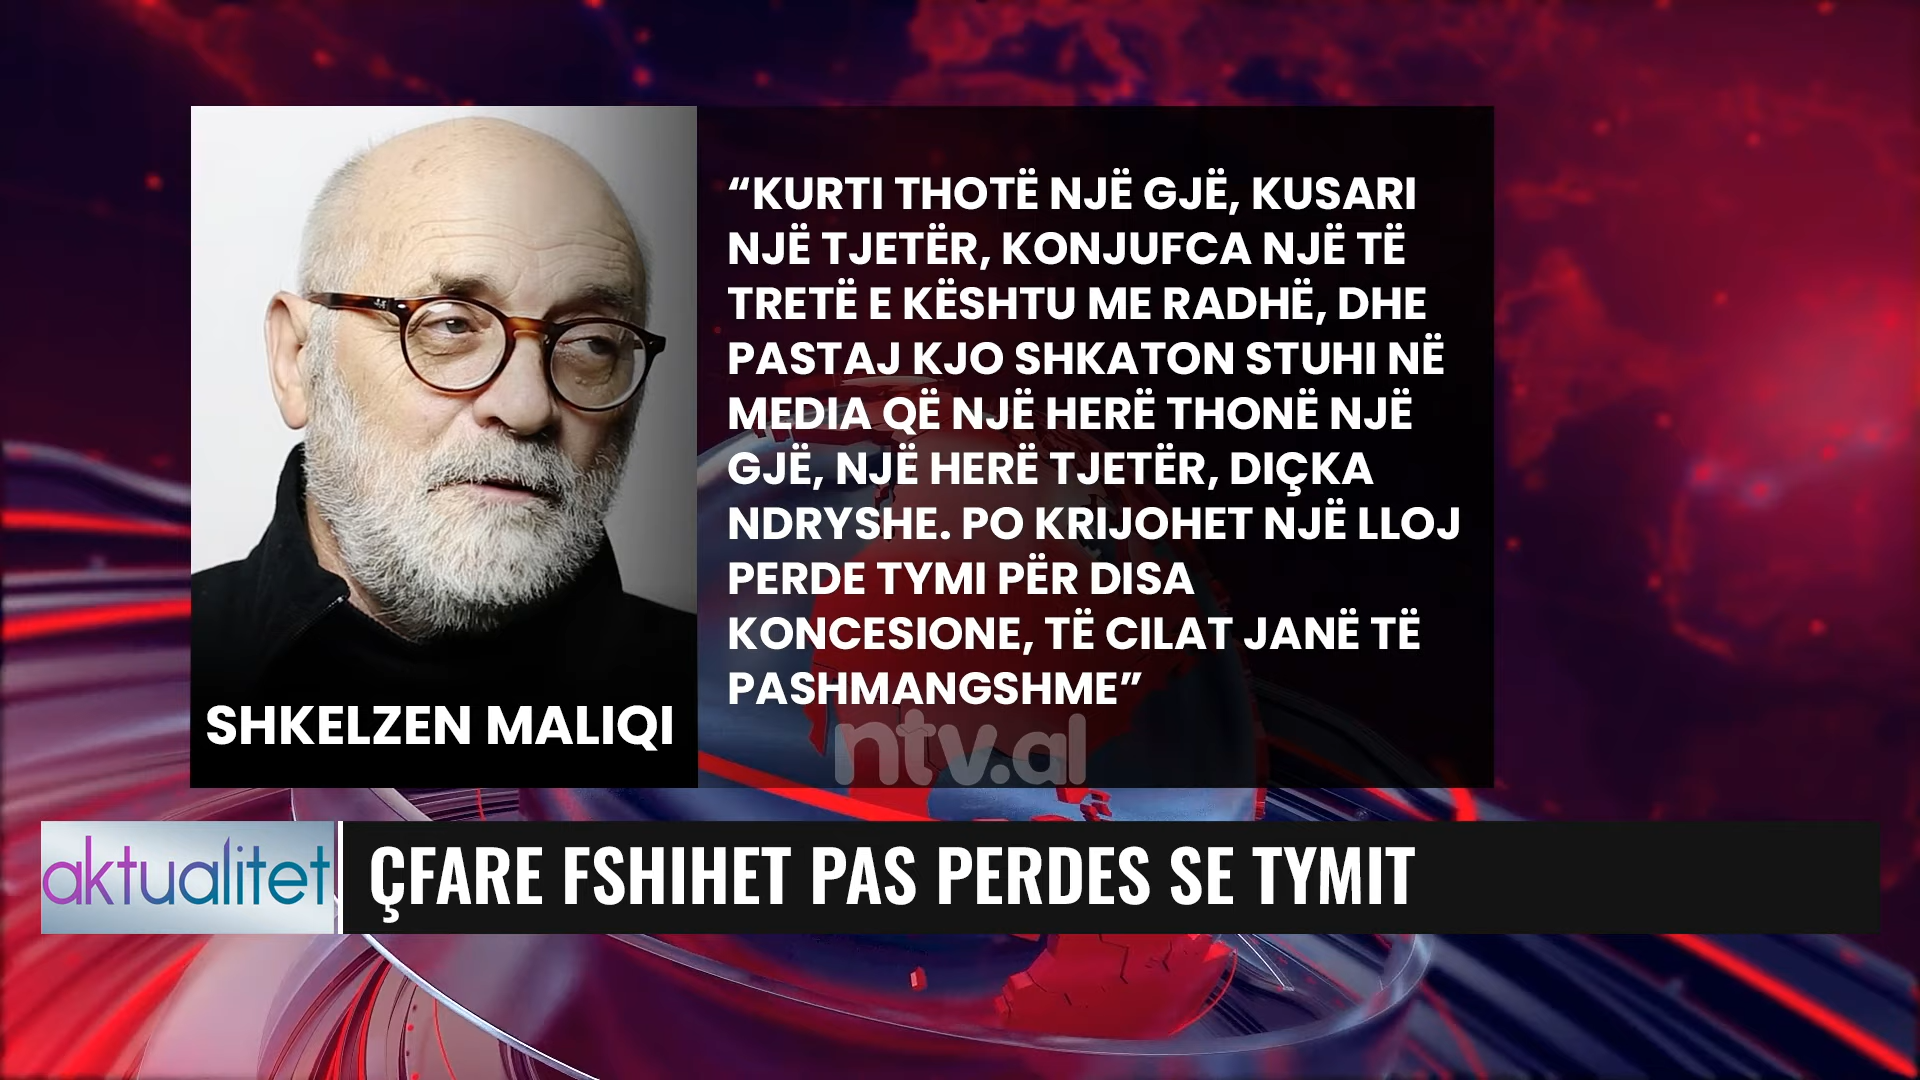 “KURTI THOTË NJË GJË, KUSARI
NJË TJETËR, KONJUFCA NJË TË
TRETË E KËSHTU ME RADHË, DHE
PASTAJ KJO SHKATON STUHI NË
MEDIA QË NJË HERË THONË NJË
GJË, NJË HERË TJETËR, DIÇKA
NDRYSHE. PO KRIJOHET NJË LLOJ
PERDE TYMI PËR DISA
KONCESIONE, TË CILAT JANË TË
PASHMANGSHME”
SHKELZEN MALIQI
ntv.al
aktualitet
ÇFARE FSHIHET PAS PERDES SE TYMIT